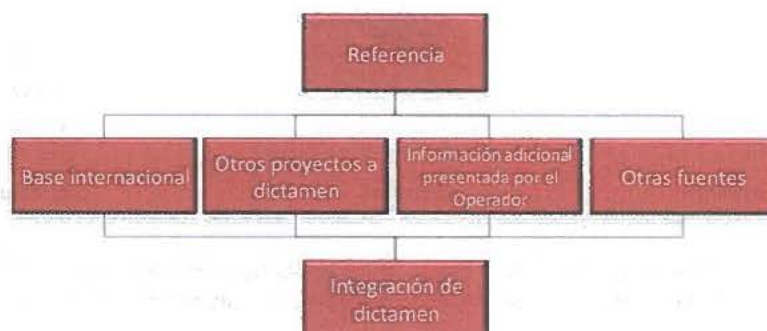 Referencia
Base internacional
Otros proyectos a
dictamen
Información adicional
presentada por el
Operador
Otras fuentes
Integración de
dictamen